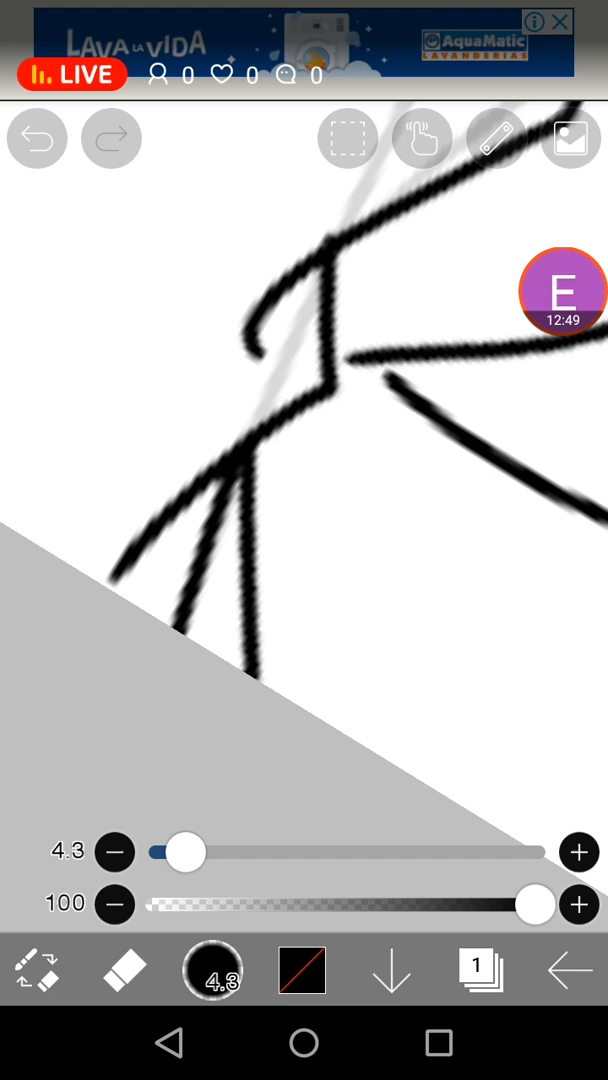 LAVA LA VIDA
AquaMatic
LAVANDERIAS
LIVE 0 0 0
E
12:49
4.3
100
4.3
1